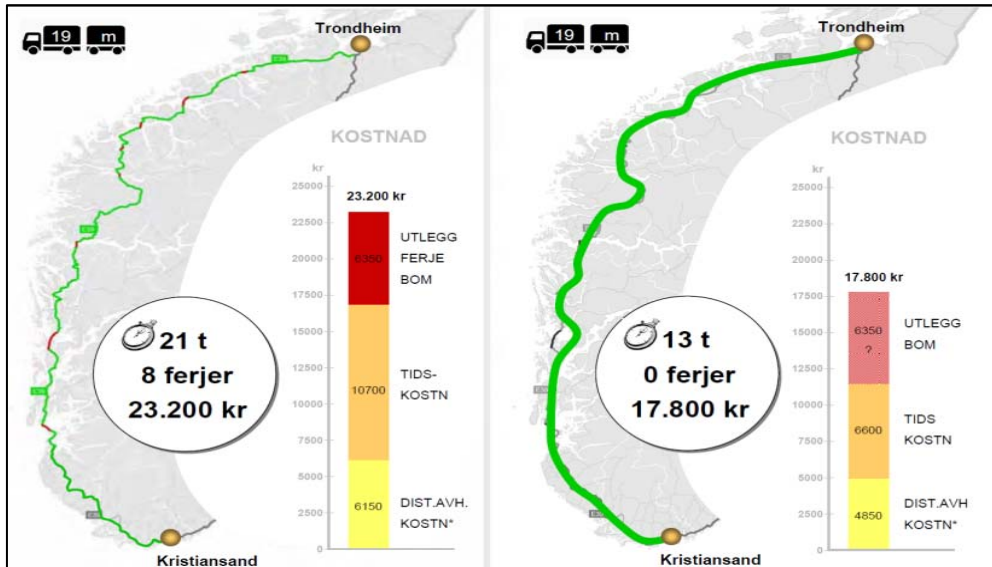 19 m
Trondheim
KOSTNAD
kr
25000
22500
20000
17500
15000
12500
10000
7500
5000
2500
0
23.200 kr
6350
UTLEGG
FERJE
BOM
10700
TIDS-
KOSTN
6150
DIST.AVH.
KOSTN*
E39
21 t
8 ferjer
23.200 kr
Kristiansand
19 m
Trondheim
KOSTNAD
kr
25000
22500
20000
17500
15000
12500
10000
7500
5000
2500
0
17.800 kr
6350
?
UTLEGG
BOM
6600
TIDS
KOSTN
4850
DIST.AVH
KOSTN*
13 t
0 ferjer
17.800 kr
Kristiansand